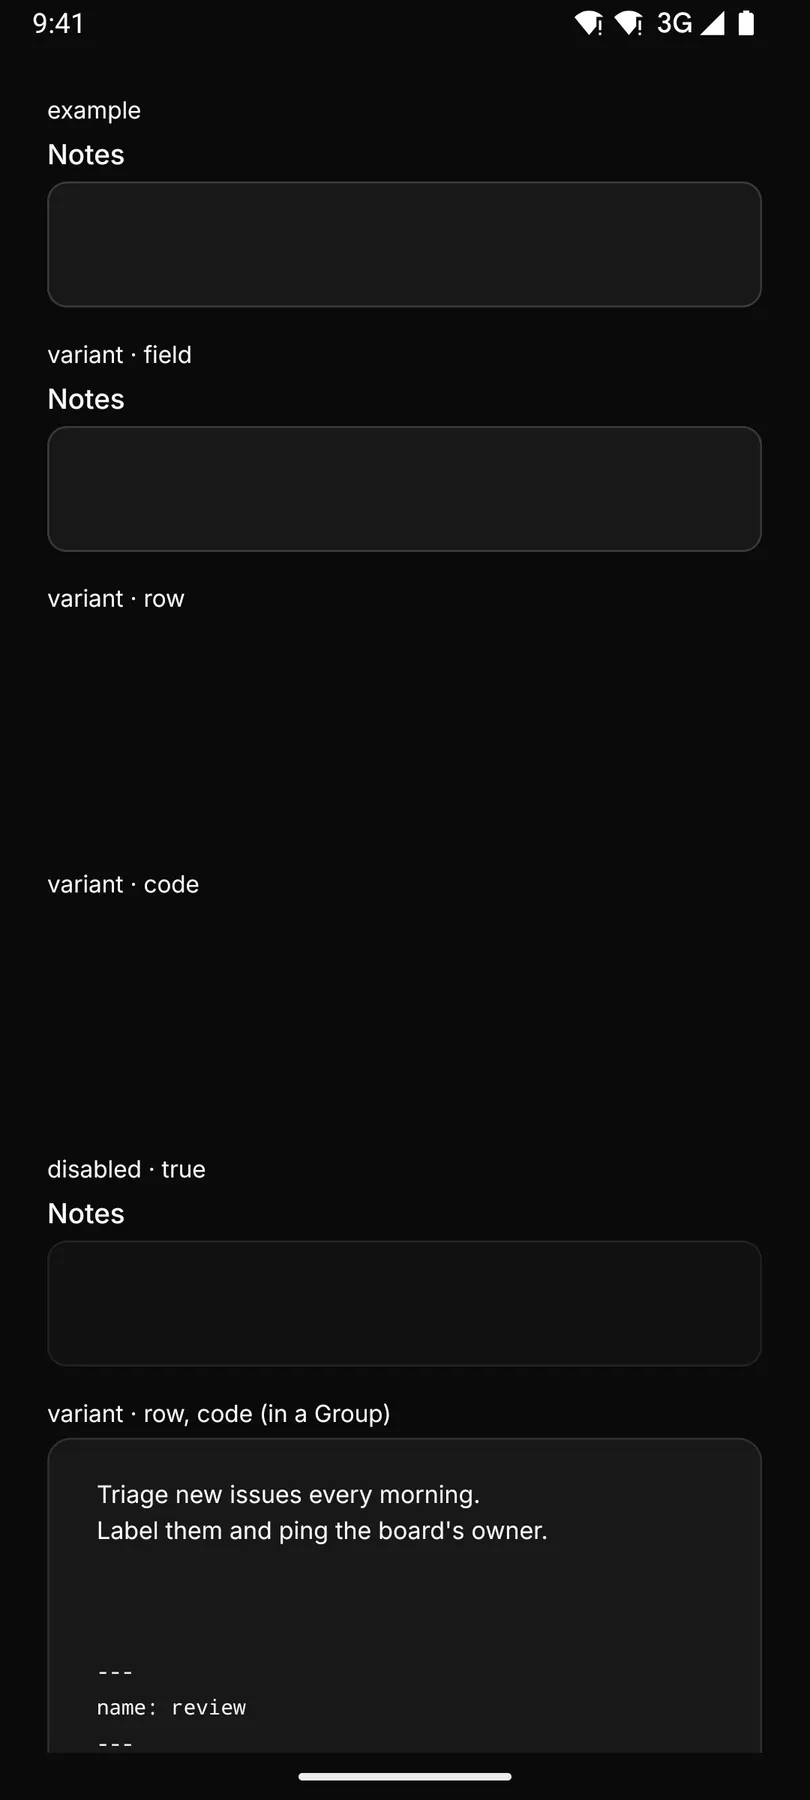 9:41
3G
example
Notes
variant · field
Notes
variant · row
variant · code
disabled · true
Notes
variant · row, code (in a Group)
Triage new issues every morning.
Label them and ping the board's owner.
---
name: review
---